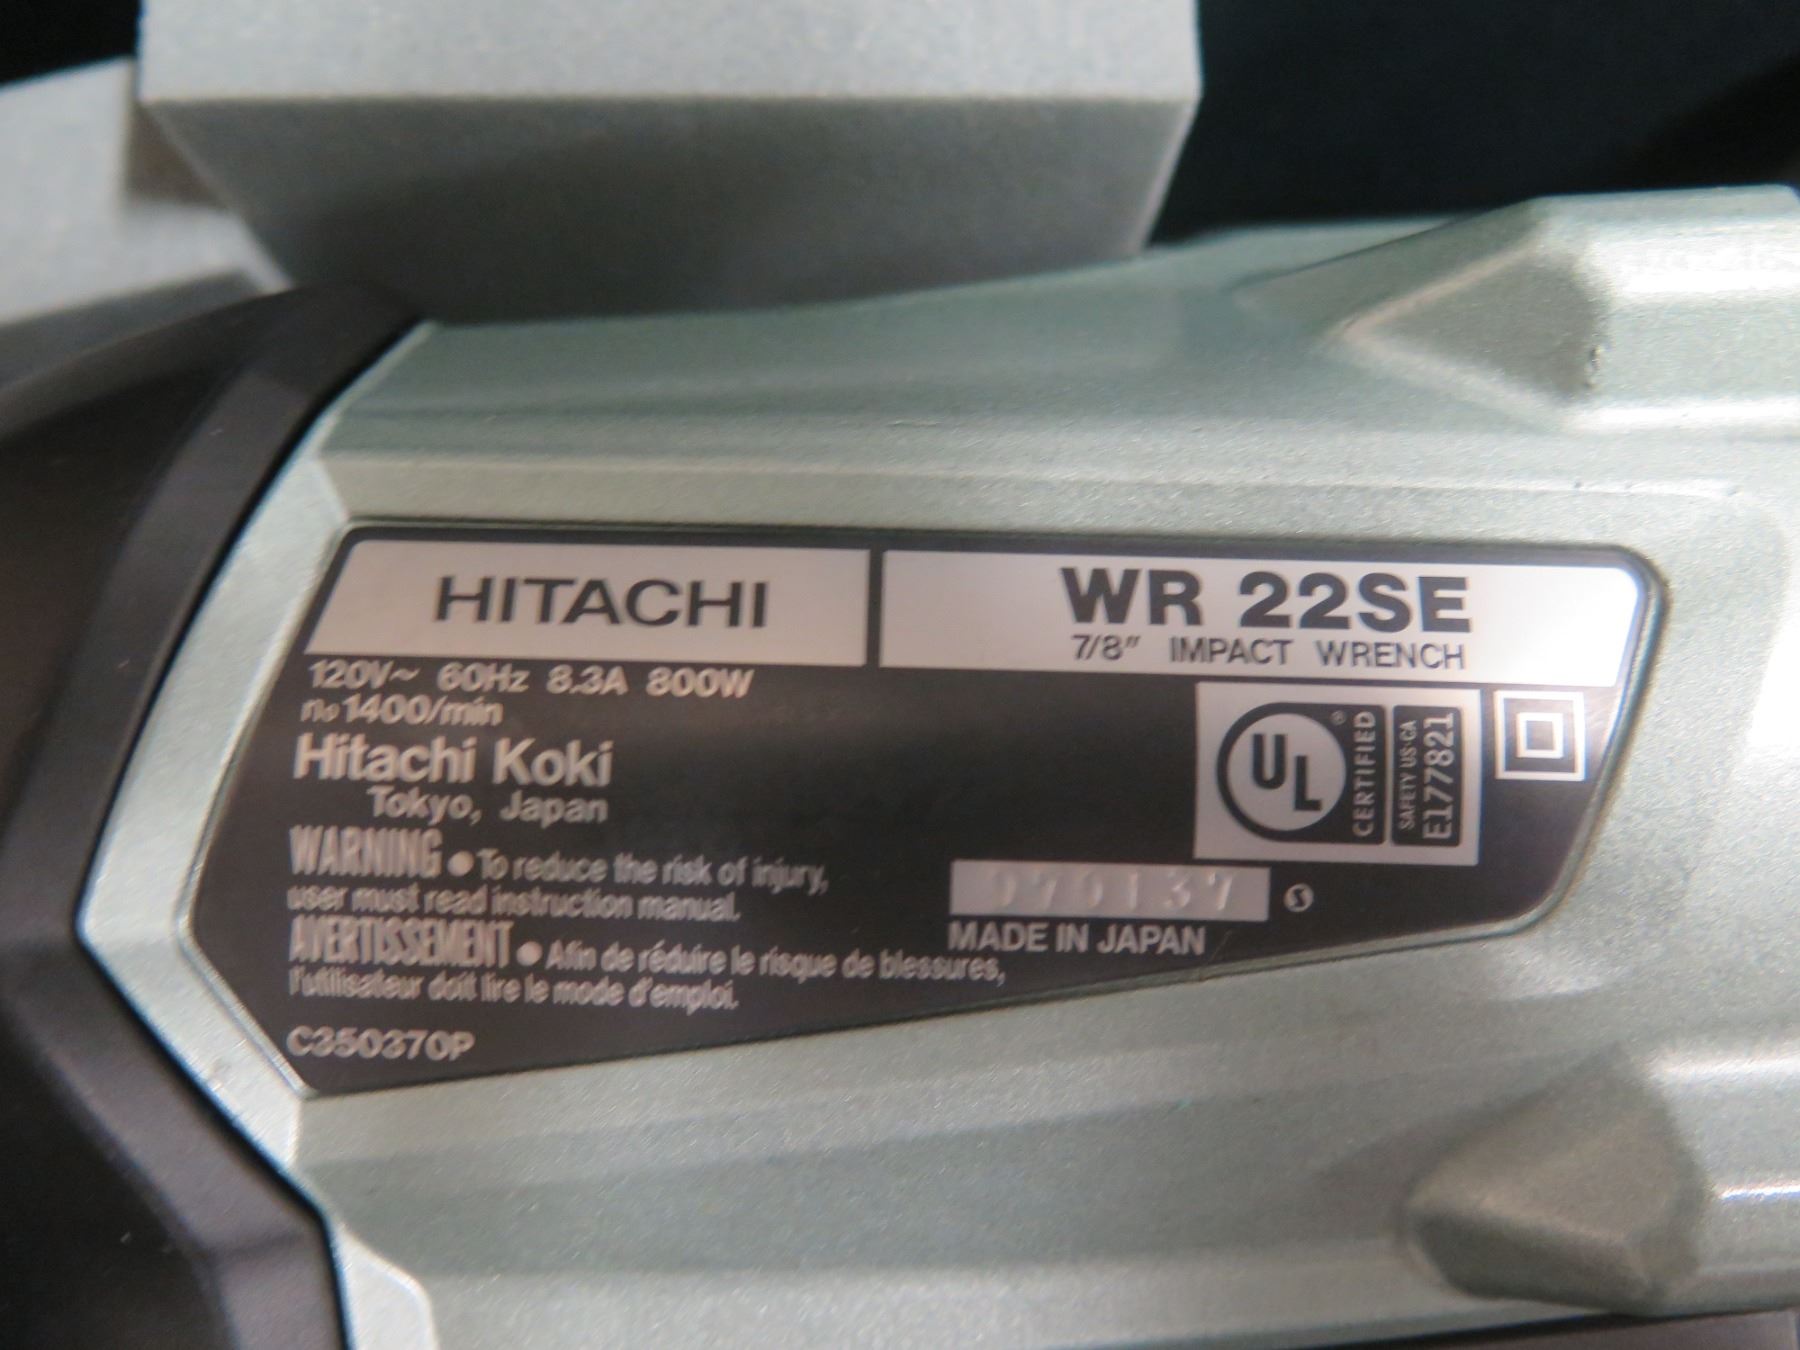 HITACHI
WR 22SE
7/8" IMPACT WRENCH
120V~ 60Hz 8.3A 800W
n₀1400/min
Hitachi Koki
Tokyo, Japan
WARNING ● To reduce the risk of injury,
user must read instruction manual.
AVERTISSEMENT ● Afin de réduire le risque de blessures,
l'utilisateur doit lire le mode d'emploi.
C350370P
UL ®
CERTIFIED
SAFETY US-CA
E177821
070137 S
MADE IN JAPAN